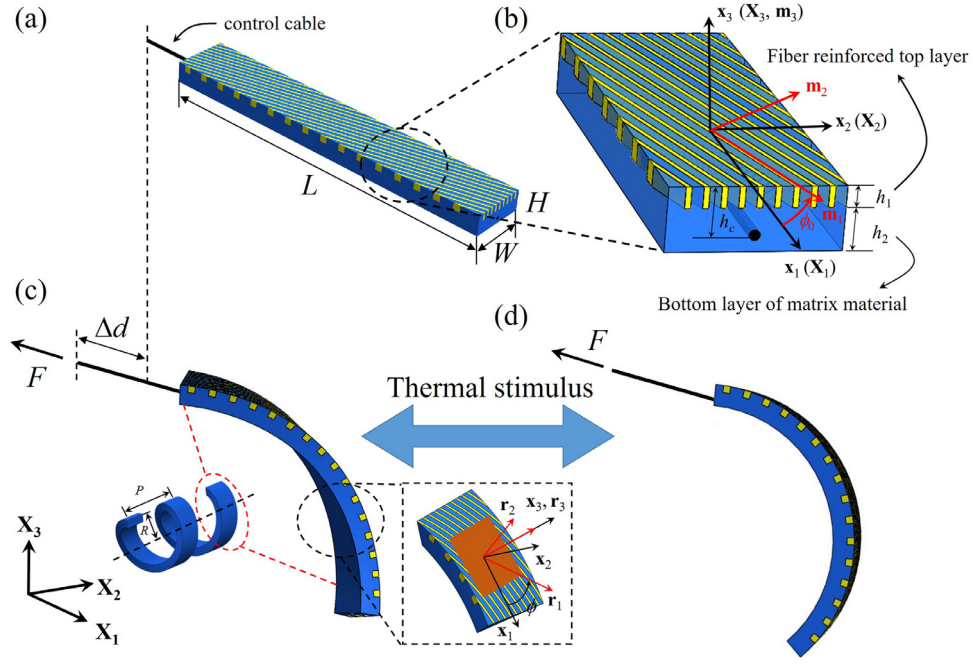 (a)
control cable
L
H
W
(b)
x₃ (X₃, m₃)
Fiber reinforced top layer
m₂
x₂ (X₂)
h₁
m₁
h_c
ϕ₀
h₂
x₁ (X₁)
Bottom layer of matrix material
(c)
Δd
F
Thermal stimulus
(d)
F
P
R
X₃
X₂
X₁
r₂
x₃, r₃
x₂
r₁
ϕ
x₁